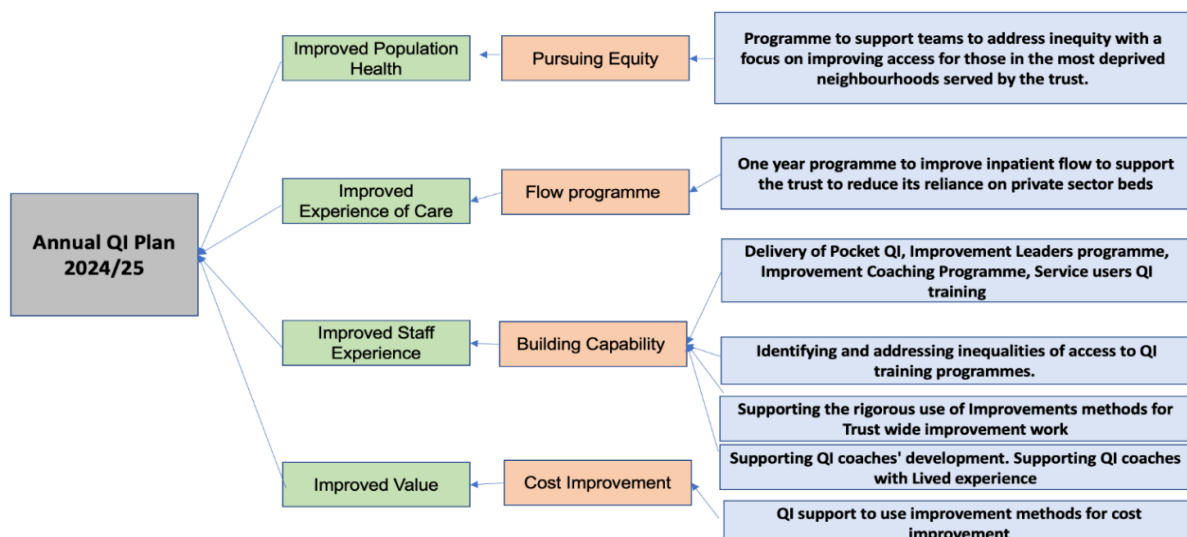 Annual QI Plan
2024/25
Improved Population
Health
Pursuing Equity
Programme to support teams to address inequity with a
focus on improving access for those in the most deprived
neighbourhoods served by the trust.
Improved
Experience of Care
Flow programme
One year programme to improve inpatient flow to support
the trust to reduce its reliance on private sector beds
Improved Staff
Experience
Building Capability
Delivery of Pocket QI, Improvement Leaders programme,
Improvement Coaching Programme, Service users QI
training
Identifying and addressing inequalities of access to QI
training programmes.
Supporting the rigorous use of Improvements methods for
Trust wide improvement work
Supporting QI coaches' development. Supporting QI coaches
with Lived experience
Improved Value
Cost Improvement
QI support to use improvement methods for cost
improvement